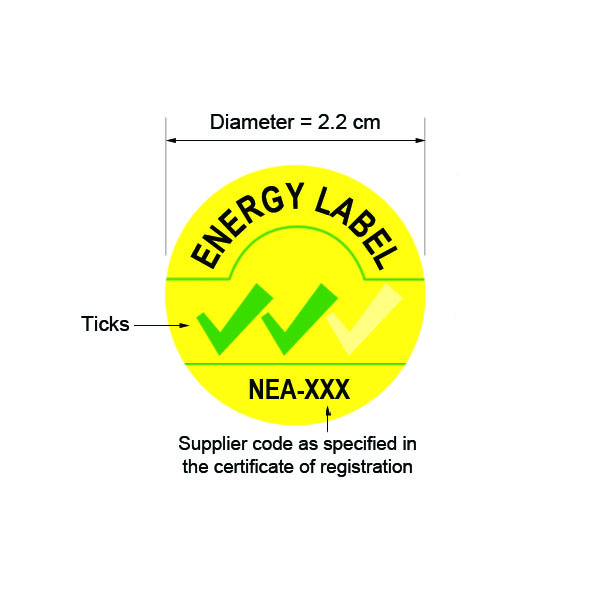 Diameter = 2.2 cm
ENERGY LABEL
Ticks
NEA-XXX
Supplier code as specified in
the certificate of registration